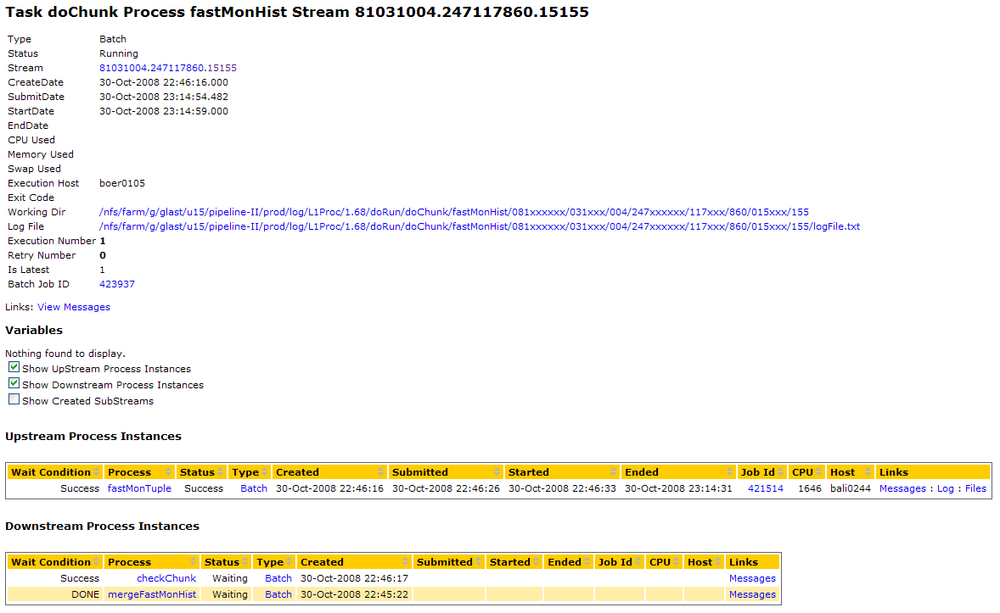 Task doChunk Process fastMonHist Stream 81031004.247117860.15155
Type Batch
Status Running
Stream 81031004.247117860.15155
CreateDate 30-Oct-2008 22:46:16.000
SubmitDate 30-Oct-2008 23:14:54.482
StartDate 30-Oct-2008 23:14:59.000
EndDate
CPU Used
Memory Used
Swap Used
Execution Host boer0105
Exit Code
Working Dir /nfs/farm/g/glast/u15/pipeline-II/prod/log/L1Proc/1.68/doRun/doChunk/fastMonHist/081xxxxxx/031xxx/004/247xxxxxx/117xxx/860/015xxx/155
Log File /nfs/farm/g/glast/u15/pipeline-II/prod/log/L1Proc/1.68/doRun/doChunk/fastMonHist/081xxxxxx/031xxx/004/247xxxxxx/117xxx/860/015xxx/155/logFile.txt
Execution Number 1
Retry Number 0
Is Latest 1
Batch Job ID 423937
Links: View Messages
Variables
Nothing found to display.
Show UpStream Process Instances
Show Downstream Process Instances
Show Created SubStreams
Upstream Process Instances
Wait Condition Process Status Type Created Submitted Started Ended Job Id CPU Host Links
Success fastMonTuple Success Batch 30-Oct-2008 22:46:16 30-Oct-2008 22:46:26 30-Oct-2008 22:46:33 30-Oct-2008 23:14:31 421514 1646 bali0244 Messages : Log : Files
Downstream Process Instances
Wait Condition Process Status Type Created Submitted Started Ended Job Id CPU Host Links
Success checkChunk Waiting Batch 30-Oct-2008 22:46:17 Messages
DONE mergeFastMonHist Waiting Batch 30-Oct-2008 22:45:22 Messages